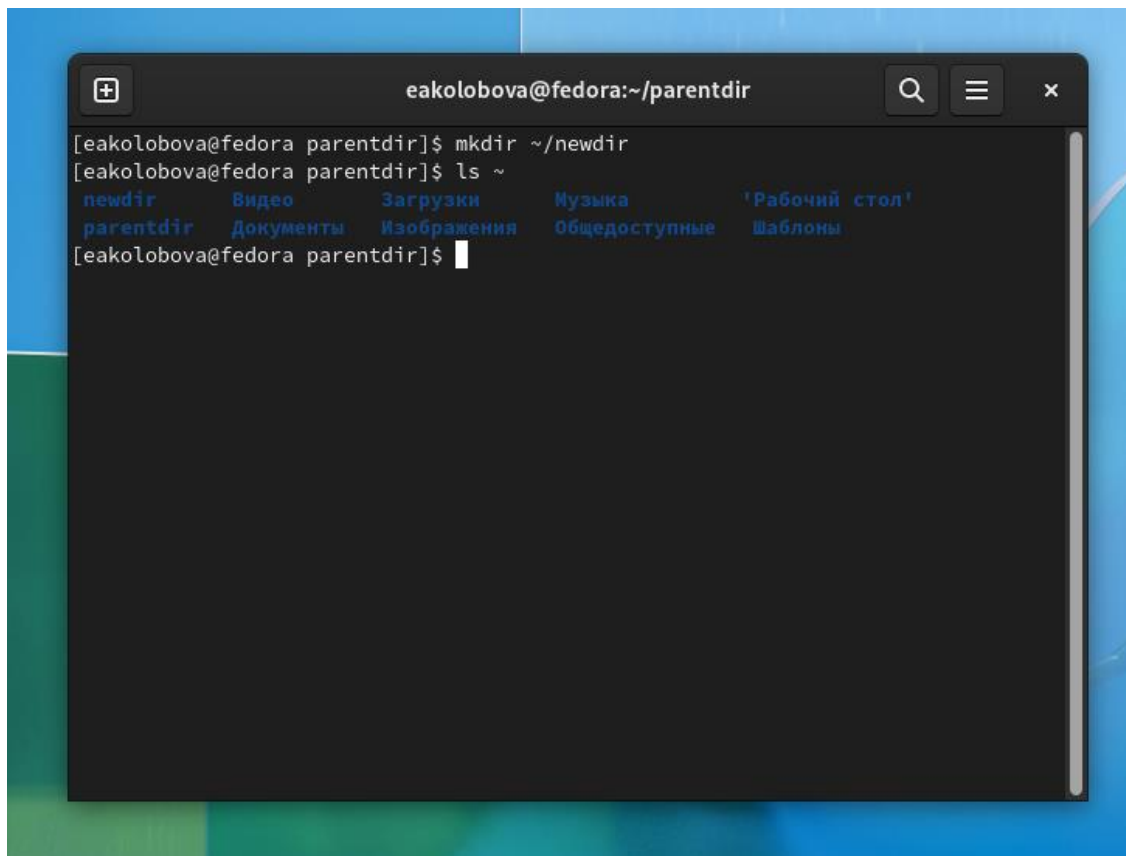 eakolobova@fedora:~/parentdir
[eakolobova@fedora parentdir]$ mkdir ~/newdir
[eakolobova@fedora parentdir]$ ls ~
newdir Видео Загрузки Музыка 'Рабочий стол'
parentdir Документы Изображения Общедоступные Шаблоны
[eakolobova@fedora parentdir]$